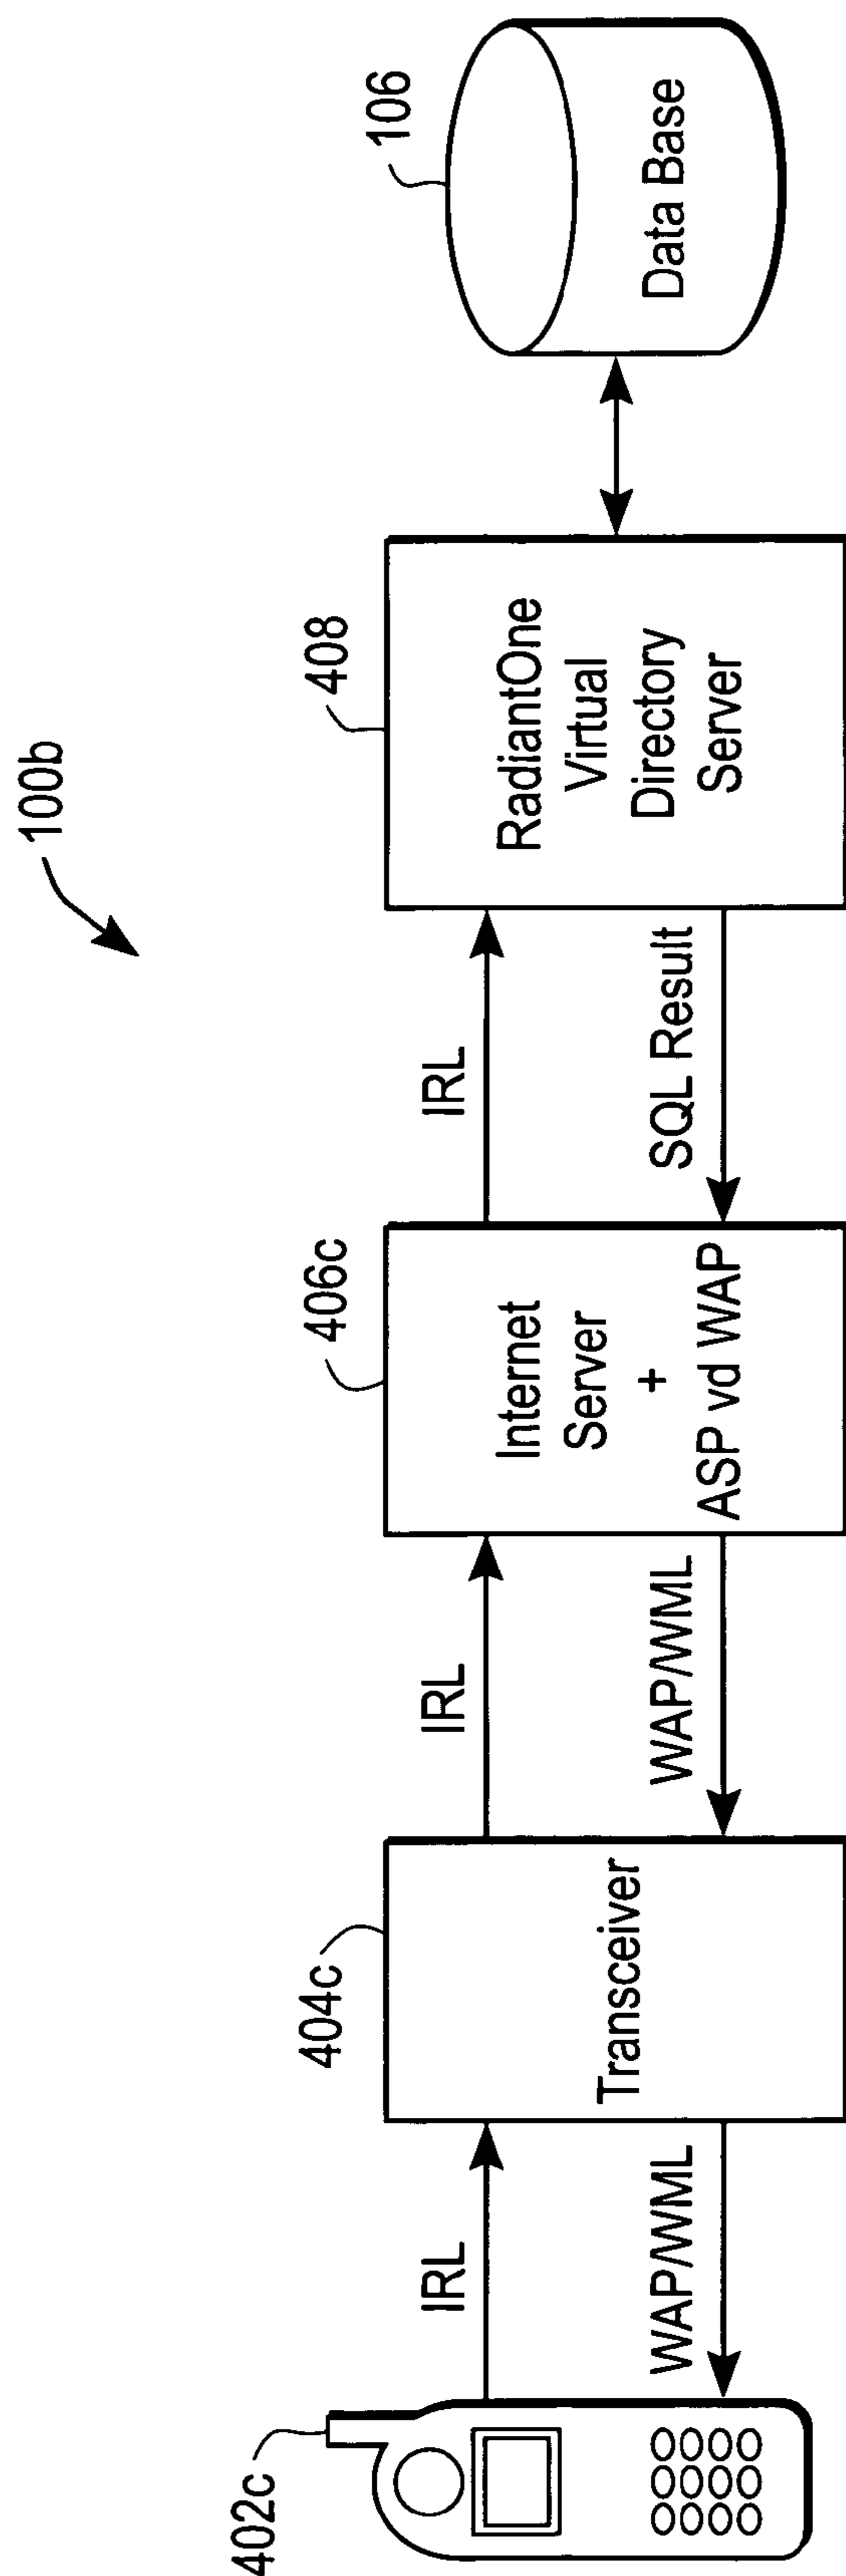 100b
402c
IRL
WAP/WML
404c
Transceiver
IRL
WAP/WML
406c
Internet
Server
+
ASP vd WAP
IRL
SQL Result
408
RadiantOne
Virtual
Directory
Server
106
Data Base